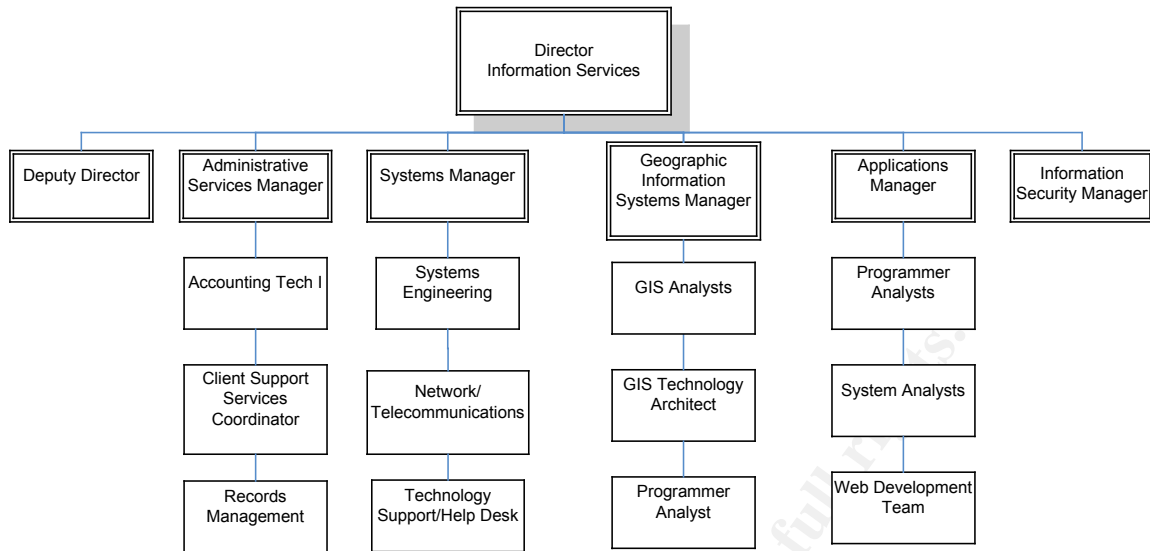 Director
Information Services
Deputy Director
Administrative
Services Manager
Systems Manager
Geographic
Information
Systems Manager
Applications
Manager
Information
Security Manager
Accounting Tech I
Systems
Engineering
GIS Analysts
Programmer
Analysts
Client Support
Services
Coordinator
Network/
Telecommunications
GIS Technology
Architect
System Analysts
Records
Management
Technology
Support/Help Desk
Programmer
Analyst
Web Development
Team
full